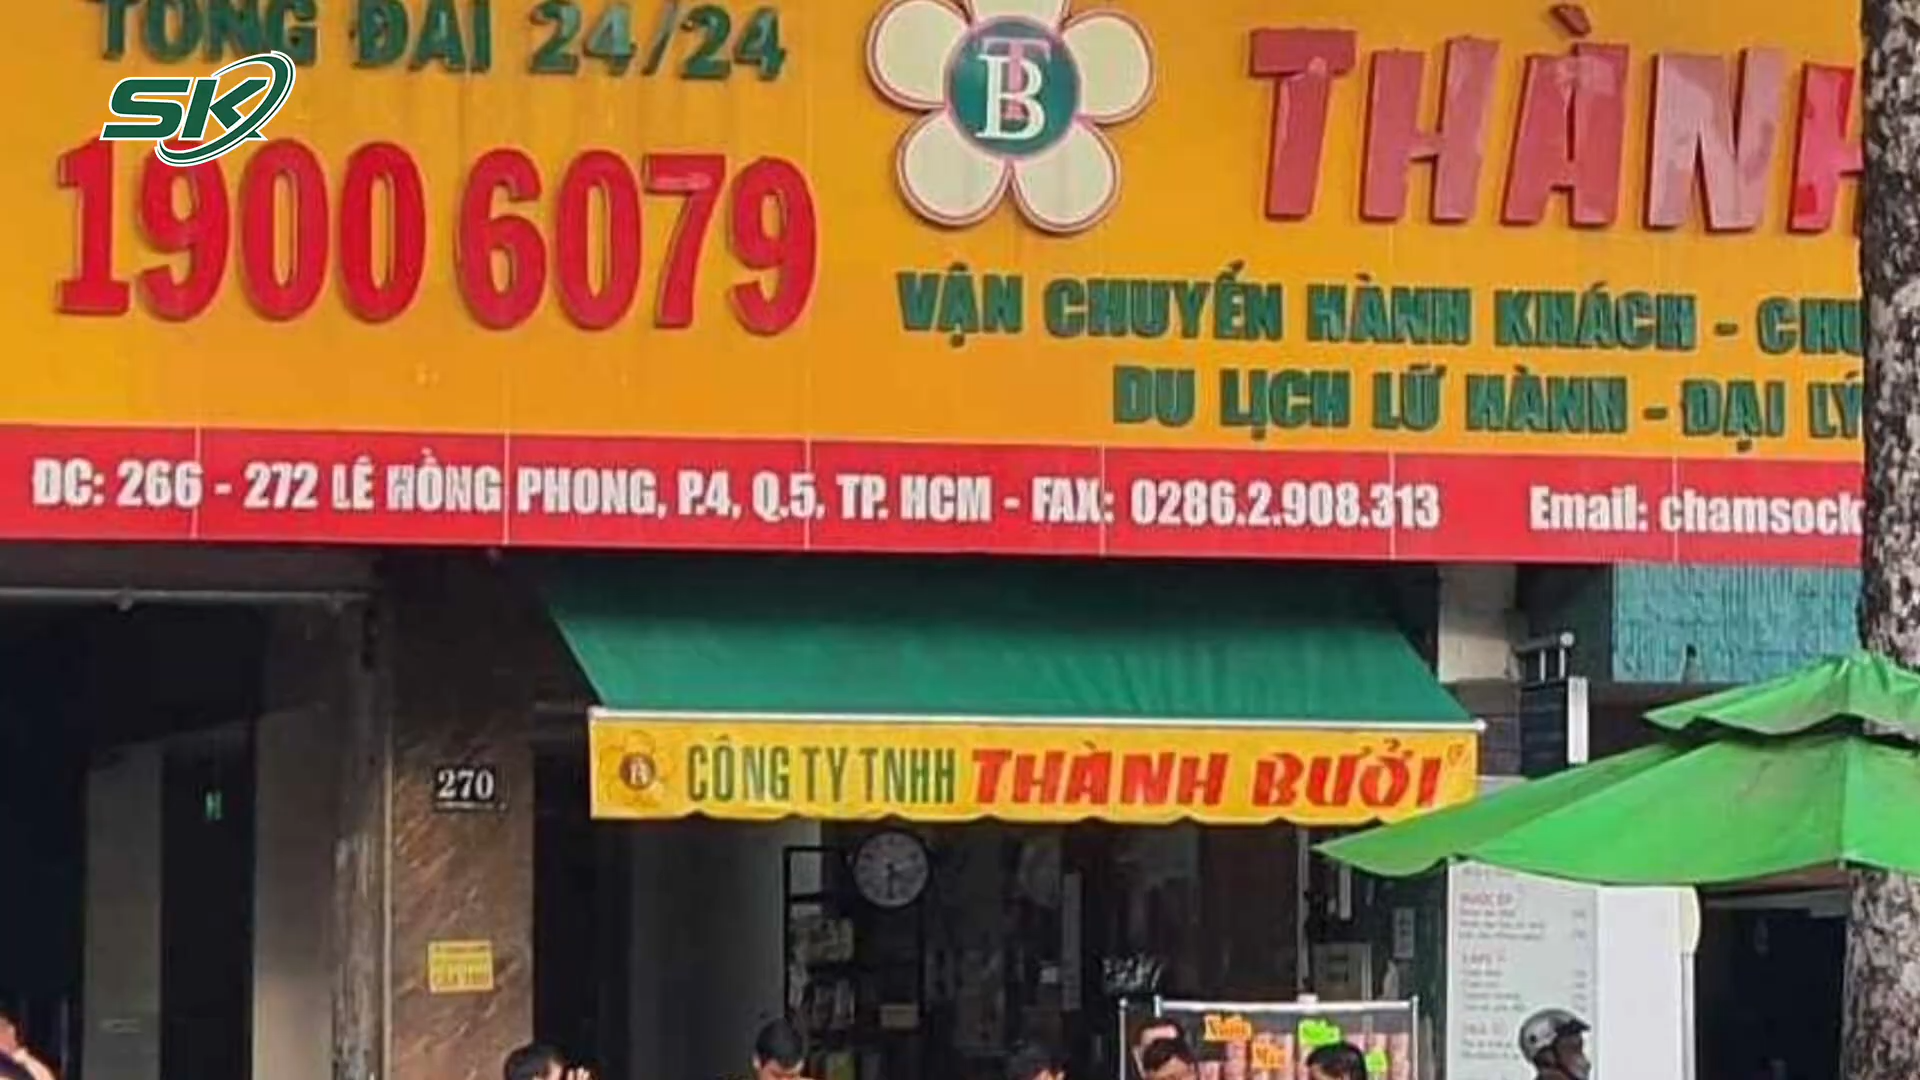 TỔNG ĐÀI 24/24
SK
1900 6079
TB
THÀNH
VẬN CHUYỂN HÀNH KHÁCH - CHU
DU LỊCH LỮ HÀNH - ĐẠI LÝ
ĐC: 266 - 272 LÊ HỒNG PHONG, P.4, Q.5, TP. HCM - FAX: 0286.2.908.313 Email: chamsock
TB CÔNG TY TNHH THÀNH BƯỞI
270